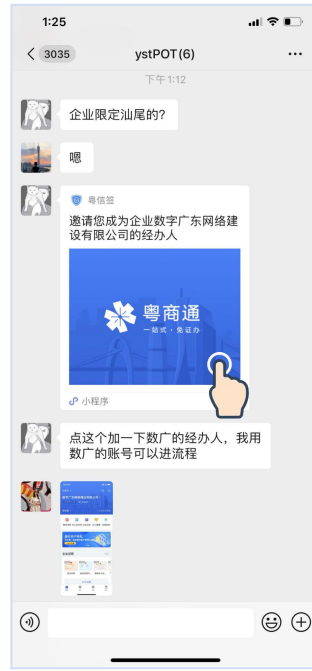 1:25
3035
ystPOT(6)
下午1:12
企业限定汕尾的?
嗯
粤信签
邀请您成为企业数字广东网络建
设有限公司的经办人
粤商通
一站式·免证办
小程序
点这个加一下数广的经办人，我用
数广的账号可以进流程